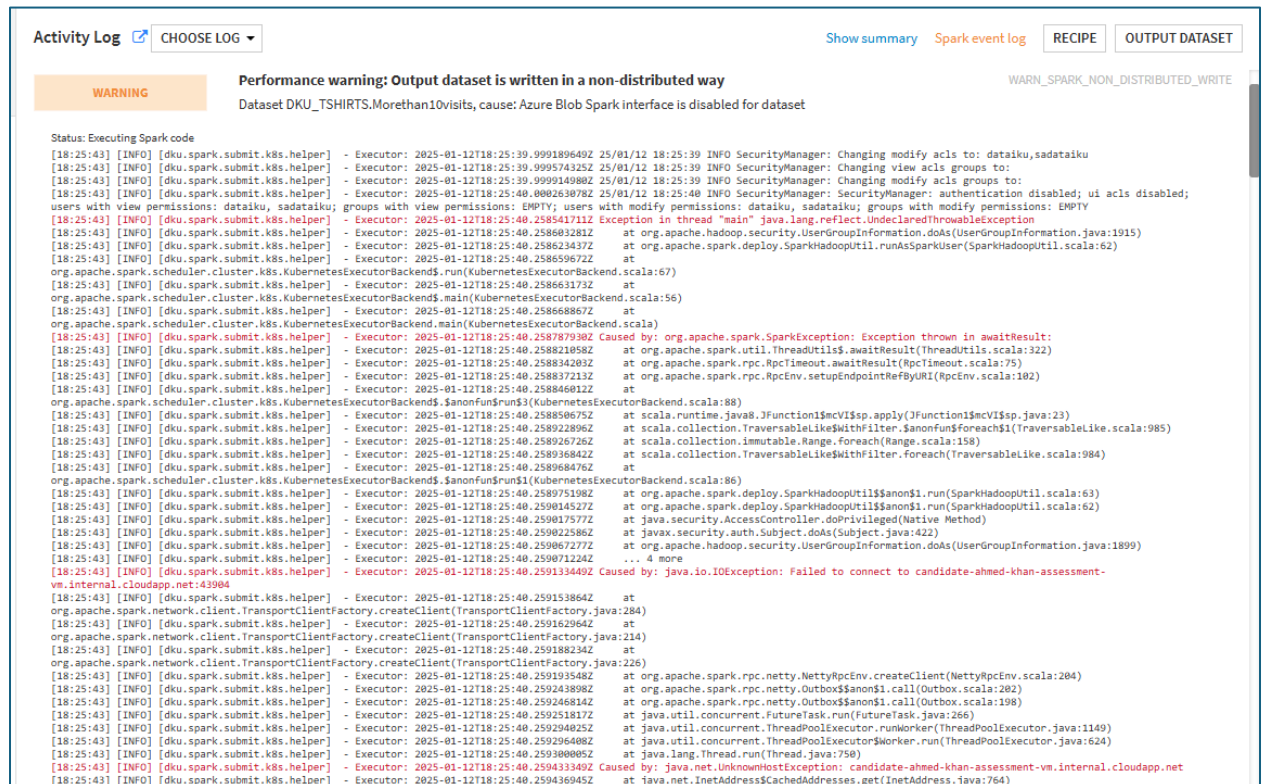 Activity Log CHOOSE LOG Show summary Spark event log RECIPE OUTPUT DATASET
WARNING Performance warning: Output dataset is written in a non-distributed way WARN_SPARK_NON_DISTRIBUTED_WRITE
Dataset DKU_TSHIRTS.Morethan10visits, cause: Azure Blob Spark interface is disabled for dataset
Status: Executing Spark code
[18:25:43] [INFO] [dku.spark.submit.k8s.helper] - Executor: 2025-01-12T18:25:39.999189649Z 25/01/12 18:25:39 INFO SecurityManager: Changing modify acls to: dataiku,sadataiku
[18:25:43] [INFO] [dku.spark.submit.k8s.helper] - Executor: 2025-01-12T18:25:39.999574325Z 25/01/12 18:25:39 INFO SecurityManager: Changing view acls groups to:
[18:25:43] [INFO] [dku.spark.submit.k8s.helper] - Executor: 2025-01-12T18:25:39.999914980Z 25/01/12 18:25:39 INFO SecurityManager: Changing modify acls groups to:
[18:25:43] [INFO] [dku.spark.submit.k8s.helper] - Executor: 2025-01-12T18:25:40.000263078Z 25/01/12 18:25:40 INFO SecurityManager: SecurityManager: authentication disabled; ui acls disabled;
users with view permissions: dataiku, sadataiku; groups with view permissions: EMPTY; users with modify permissions: dataiku, sadataiku; groups with modify permissions: EMPTY
[18:25:43] [INFO] [dku.spark.submit.k8s.helper] - Executor: 2025-01-12T18:25:40.258541711Z Exception in thread "main" java.lang.reflect.UndeclaredThrowableException
[18:25:43] [INFO] [dku.spark.submit.k8s.helper] - Executor: 2025-01-12T18:25:40.258603281Z at org.apache.hadoop.security.UserGroupInformation.doAs(UserGroupInformation.java:1915)
[18:25:43] [INFO] [dku.spark.submit.k8s.helper] - Executor: 2025-01-12T18:25:40.258623437Z at org.apache.spark.deploy.SparkHadoopUtil.runAsSparkUser(SparkHadoopUtil.scala:62)
[18:25:43] [INFO] [dku.spark.submit.k8s.helper] - Executor: 2025-01-12T18:25:40.258659672Z at
org.apache.spark.scheduler.cluster.k8s.KubernetesExecutorBackend$.run(KubernetesExecutorBackend.scala:67)
[18:25:43] [INFO] [dku.spark.submit.k8s.helper] - Executor: 2025-01-12T18:25:40.258663173Z at
org.apache.spark.scheduler.cluster.k8s.KubernetesExecutorBackend$.main(KubernetesExecutorBackend.scala:56)
[18:25:43] [INFO] [dku.spark.submit.k8s.helper] - Executor: 2025-01-12T18:25:40.258668867Z at
org.apache.spark.scheduler.cluster.k8s.KubernetesExecutorBackend.main(KubernetesExecutorBackend.scala)
[18:25:43] [INFO] [dku.spark.submit.k8s.helper] - Executor: 2025-01-12T18:25:40.258787930Z Caused by: org.apache.spark.SparkException: Exception thrown in awaitResult:
[18:25:43] [INFO] [dku.spark.submit.k8s.helper] - Executor: 2025-01-12T18:25:40.258821058Z at org.apache.spark.util.ThreadUtils$.awaitResult(ThreadUtils.scala:322)
[18:25:43] [INFO] [dku.spark.submit.k8s.helper] - Executor: 2025-01-12T18:25:40.258834203Z at org.apache.spark.rpc.RpcTimeout.awaitResult(RpcTimeout.scala:75)
[18:25:43] [INFO] [dku.spark.submit.k8s.helper] - Executor: 2025-01-12T18:25:40.258837213Z at org.apache.spark.rpc.RpcEnv.setupEndpointRefByURI(RpcEnv.scala:102)
[18:25:43] [INFO] [dku.spark.submit.k8s.helper] - Executor: 2025-01-12T18:25:40.258846012Z at
org.apache.spark.scheduler.cluster.k8s.KubernetesExecutorBackend$.$anonfun$run$3(KubernetesExecutorBackend.scala:88)
[18:25:43] [INFO] [dku.spark.submit.k8s.helper] - Executor: 2025-01-12T18:25:40.258850675Z at scala.runtime.java8.JFunction1$mcVI$sp.apply(JFunction1$mcVI$sp.java:23)
[18:25:43] [INFO] [dku.spark.submit.k8s.helper] - Executor: 2025-01-12T18:25:40.258922896Z at scala.collection.TraversableLike$WithFilter.$anonfun$foreach$1(TraversableLike.scala:985)
[18:25:43] [INFO] [dku.spark.submit.k8s.helper] - Executor: 2025-01-12T18:25:40.258926726Z at scala.collection.immutable.Range.foreach(Range.scala:158)
[18:25:43] [INFO] [dku.spark.submit.k8s.helper] - Executor: 2025-01-12T18:25:40.258936842Z at scala.collection.TraversableLike$WithFilter.foreach(TraversableLike.scala:984)
[18:25:43] [INFO] [dku.spark.submit.k8s.helper] - Executor: 2025-01-12T18:25:40.258968476Z at
org.apache.spark.scheduler.cluster.k8s.KubernetesExecutorBackend$.$anonfun$run$1(KubernetesExecutorBackend.scala:86)
[18:25:43] [INFO] [dku.spark.submit.k8s.helper] - Executor: 2025-01-12T18:25:40.258975198Z at org.apache.spark.deploy.SparkHadoopUtil$$anon$1.run(SparkHadoopUtil.scala:63)
[18:25:43] [INFO] [dku.spark.submit.k8s.helper] - Executor: 2025-01-12T18:25:40.259014527Z at org.apache.spark.deploy.SparkHadoopUtil$$anon$1.run(SparkHadoopUtil.scala:62)
[18:25:43] [INFO] [dku.spark.submit.k8s.helper] - Executor: 2025-01-12T18:25:40.259017577Z at java.security.AccessController.doPrivileged(Native Method)
[18:25:43] [INFO] [dku.spark.submit.k8s.helper] - Executor: 2025-01-12T18:25:40.259022586Z at javax.security.auth.Subject.doAs(Subject.java:422)
[18:25:43] [INFO] [dku.spark.submit.k8s.helper] - Executor: 2025-01-12T18:25:40.259067277Z at org.apache.hadoop.security.UserGroupInformation.doAs(UserGroupInformation.java:1899)
[18:25:43] [INFO] [dku.spark.submit.k8s.helper] - Executor: 2025-01-12T18:25:40.259071224Z ... 4 more
[18:25:43] [INFO] [dku.spark.submit.k8s.helper] - Executor: 2025-01-12T18:25:40.259133449Z Caused by: java.io.IOException: Failed to connect to candidate-ahmed-khan-assessment-
vm.internal.cloudapp.net:43904
[18:25:43] [INFO] [dku.spark.submit.k8s.helper] - Executor: 2025-01-12T18:25:40.259153864Z at
org.apache.spark.network.client.TransportClientFactory.createClient(TransportClientFactory.java:284)
[18:25:43] [INFO] [dku.spark.submit.k8s.helper] - Executor: 2025-01-12T18:25:40.259162964Z at
org.apache.spark.network.client.TransportClientFactory.createClient(TransportClientFactory.java:214)
[18:25:43] [INFO] [dku.spark.submit.k8s.helper] - Executor: 2025-01-12T18:25:40.259188234Z at
org.apache.spark.network.client.TransportClientFactory.createClient(TransportClientFactory.java:226)
[18:25:43] [INFO] [dku.spark.submit.k8s.helper] - Executor: 2025-01-12T18:25:40.259193548Z at org.apache.spark.rpc.netty.NettyRpcEnv.createClient(NettyRpcEnv.scala:204)
[18:25:43] [INFO] [dku.spark.submit.k8s.helper] - Executor: 2025-01-12T18:25:40.259243898Z at org.apache.spark.rpc.netty.Outbox$$anon$1.call(Outbox.scala:202)
[18:25:43] [INFO] [dku.spark.submit.k8s.helper] - Executor: 2025-01-12T18:25:40.259246814Z at org.apache.spark.rpc.netty.Outbox$$anon$1.call(Outbox.scala:198)
[18:25:43] [INFO] [dku.spark.submit.k8s.helper] - Executor: 2025-01-12T18:25:40.259251817Z at java.util.concurrent.FutureTask.run(FutureTask.java:266)
[18:25:43] [INFO] [dku.spark.submit.k8s.helper] - Executor: 2025-01-12T18:25:40.259294025Z at java.util.concurrent.ThreadPoolExecutor.runWorker(ThreadPoolExecutor.java:1149)
[18:25:43] [INFO] [dku.spark.submit.k8s.helper] - Executor: 2025-01-12T18:25:40.259296408Z at java.util.concurrent.ThreadPoolExecutor$Worker.run(ThreadPoolExecutor.java:624)
[18:25:43] [INFO] [dku.spark.submit.k8s.helper] - Executor: 2025-01-12T18:25:40.259300005Z at java.lang.Thread.run(Thread.java:750)
[18:25:43] [INFO] [dku.spark.submit.k8s.helper] - Executor: 2025-01-12T18:25:40.259433349Z Caused by: java.net.UnknownHostException: candidate-ahmed-khan-assessment-vm.internal.cloudapp.net
[18:25:43] [INFO] [dku.spark.submit.k8s.helper] - Executor: 2025-01-12T18:25:40.259436945Z at java.net.InetAddress$CachedAddresses.get(InetAddress.java:764)